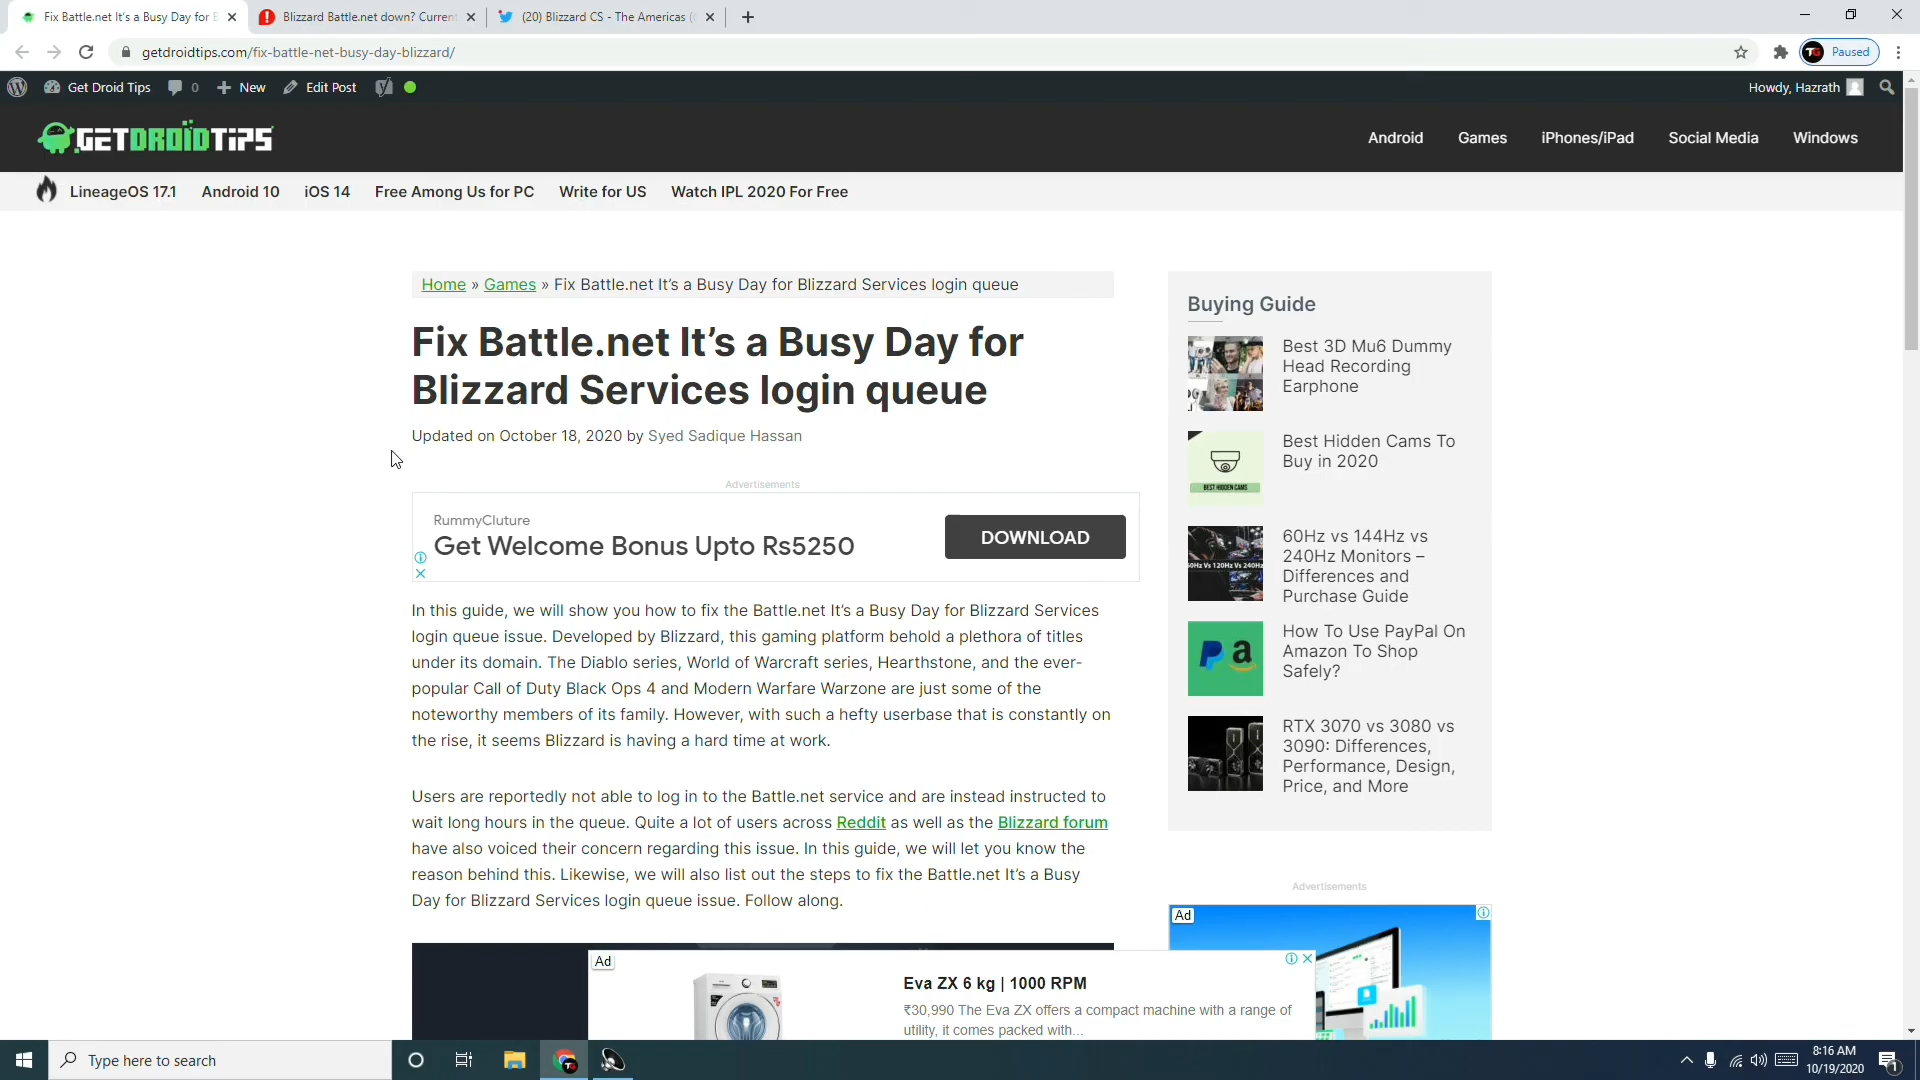 Fix Battle.net It's a Busy Day for B
Blizzard Battle.net down? Current
(20) Blizzard CS - The Americas (
getdroidtips.com/fix-battle-net-busy-day-blizzard/
Paused
Get Droid Tips
0
New
Edit Post
Howdy, Hazrath
GETDROIDTIPS
Android
Games
iPhones/iPad
Social Media
Windows
LineageOS 17.1
Android 10
iOS 14
Free Among Us for PC
Write for US
Watch IPL 2020 For Free
Home » Games » Fix Battle.net It's a Busy Day for Blizzard Services login queue
Fix Battle.net It's a Busy Day for
Blizzard Services login queue
Updated on October 18, 2020 by Syed Sadique Hassan
Advertisements
RummyCluture
Get Welcome Bonus Upto Rs5250
DOWNLOAD
In this guide, we will show you how to fix the Battle.net It's a Busy Day for Blizzard Services
login queue issue. Developed by Blizzard, this gaming platform behold a plethora of titles
under its domain. The Diablo series, World of Warcraft series, Hearthstone, and the ever-
popular Call of Duty Black Ops 4 and Modern Warfare Warzone are just some of the
noteworthy members of its family. However, with such a hefty userbase that is constantly on
the rise, it seems Blizzard is having a hard time at work.
Users are reportedly not able to log in to the Battle.net service and are instead instructed to
wait long hours in the queue. Quite a lot of users across Reddit as well as the Blizzard forum
have also voiced their concern regarding this issue. In this guide, we will let you know the
reason behind this. Likewise, we will also list out the steps to fix the Battle.net It's a Busy
Day for Blizzard Services login queue issue. Follow along.
Buying Guide
Best 3D Mu6 Dummy
Head Recording
Earphone
BEST HIDDEN CAMS
Best Hidden Cams To
Buy in 2020
60Hz Vs 120Hz Vs 240Hz
60Hz vs 144Hz vs
240Hz Monitors –
Differences and
Purchase Guide
How To Use PayPal On
Amazon To Shop
Safely?
RTX 3070 vs 3080 vs
3090: Differences,
Performance, Design,
Price, and More
Advertisements
Ad
Ad
Eva ZX 6 kg | 1000 RPM
₹30,990 The Eva ZX offers a compact machine with a range of
utility, it comes packed with...
Type here to search
8:16 AM
10/19/2020
1